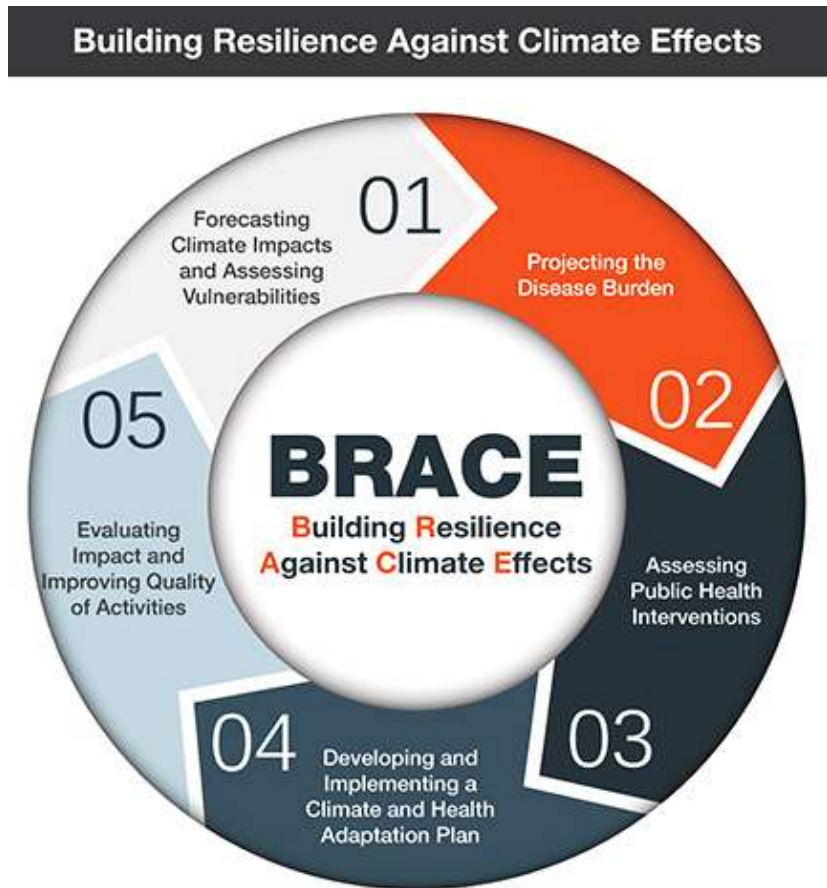 Building Resilience Against Climate Effects
01
Forecasting
Climate Impacts
and Assessing
Vulnerabilities
Projecting the
Disease Burden
02
Assessing
Public Health
Interventions
03
04
Developing and
Implementing a
Climate and Health
Adaptation Plan
05
Evaluating
Impact and
Improving Quality
of Activities
BRACE
Building Resilience
Against Climate Effects